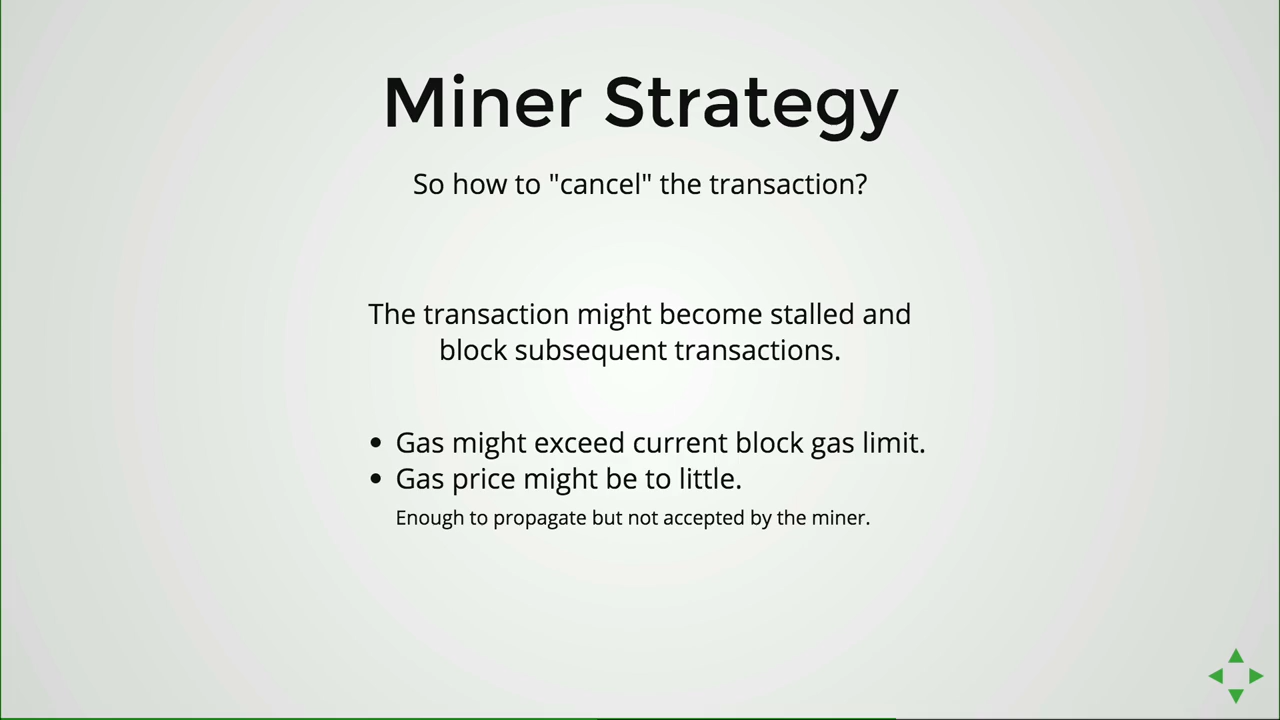 Miner Strategy
So how to "cancel" the transaction?
The transaction might become stalled and
block subsequent transactions.
• Gas might exceed current block gas limit.
• Gas price might be to little.
Enough to propagate but not accepted by the miner.